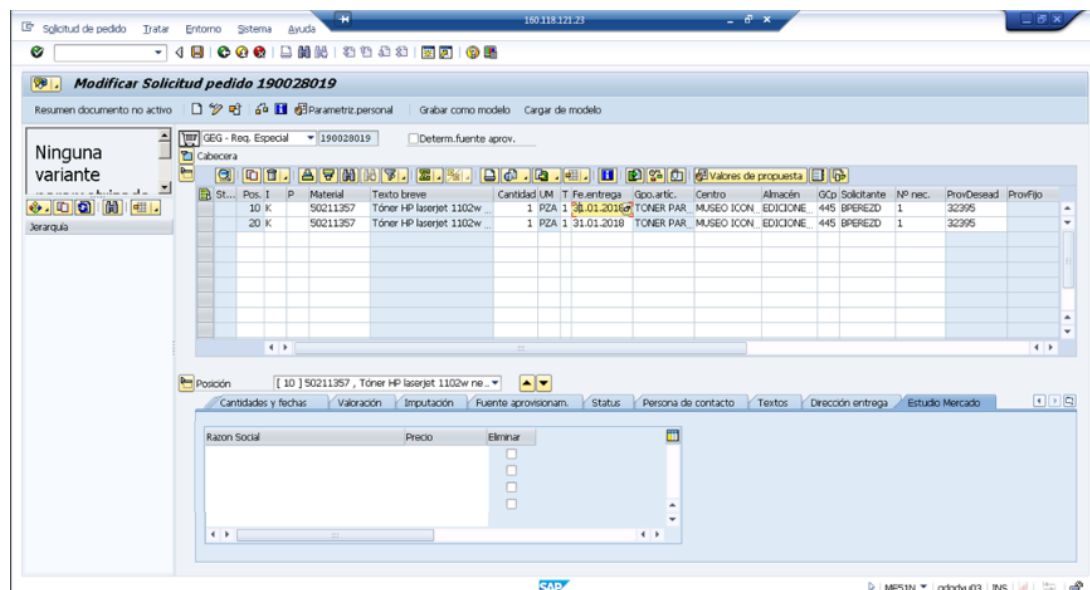 160.118.121.23
Solicitud de pedido Tratar Entorno Sistema Ayuda
Modificar Solicitud pedido 190028019
Resumen documento no activo Parametriz.personal Grabar como modelo Cargar de modelo
Ninguna
variante
GEG - Req. Especial 190028019 Determ.fuente aprov.
Cabecera
Valores de propuesta
St... Pos. I P Material Texto breve Cantidad UM T Fe.entrega Gpo.artíc. Centro Almacén GCp Solicitante Nº nec. ProvDesead ProvFijo
10 K 50211357 Tóner HP laserjet 1102w ... 1 PZA 1 31.01.2018 TONER PAR... MUSEO ICON... EDICIONE... 445 BPEREZD 1 32395
20 K 50211357 Tóner HP laserjet 1102w ... 1 PZA 1 31.01.2018 TONER PAR... MUSEO ICON... EDICIONE... 445 BPEREZD 1 32395
Jerarquía
Posición [ 10 ] 50211357 , Tóner HP laserjet 1102w ne...
Cantidades y fechas Valoración Imputación Fuente aprovisionam. Status Persona de contacto Textos Dirección entrega Estudio Mercado
Razon Social Precio Eliminar
SAP ME51N INS